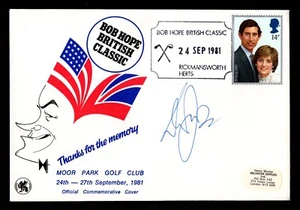 BOB HOPE
BRITISH
CLASSIC
Thanks for the memory
MOOR PARK GOLF CLUB
24th — 27th September, 1981
Official Commemorative Cover
BOB HOPE BRITISH CLASSIC
24 SEP 1981
RICKMANSWORTH
HERTS
14P